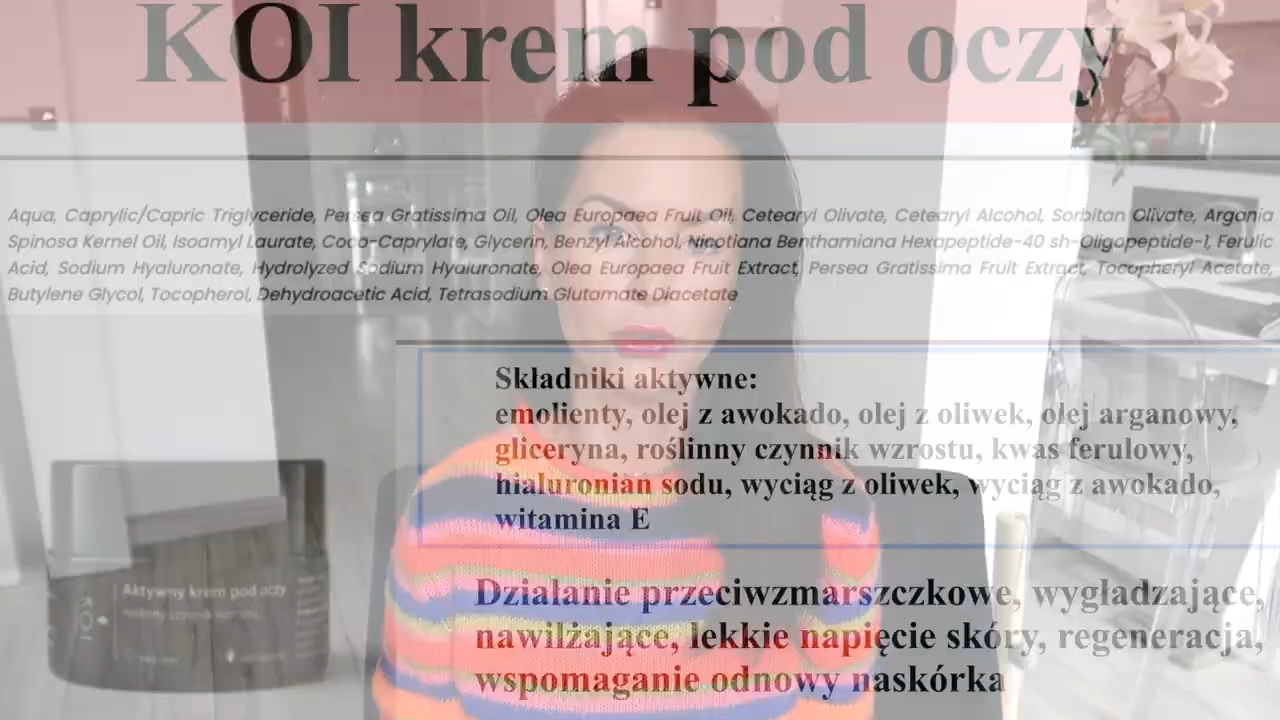 KOI krem pod oczy
Aqua, Caprylic/Capric Triglyceride, Persea Gratissima Oil, Olea Europaea Fruit Oil, Cetearyl Olivate, Cetearyl Alcohol, Sorbitan Olivate, Argania
Spinosa Kernel Oil, Isoamyl Laurate, Coco-Caprylate, Glycerin, Benzyl Alcohol, Nicotiana Benthamiana Hexapeptide-40 sh-Oligopeptide-1, Ferulic
Acid, Sodium Hyaluronate, Hydrolyzed Sodium Hyaluronate, Olea Europaea Fruit Extract, Persea Gratissima Fruit Extract, Tocopheryl Acetate,
Butylene Glycol, Tocopherol, Dehydroacetic Acid, Tetrasodium Glutamate Diacetate
Składniki aktywne:
emolienty, olej z awokado, olej z oliwek, olej arganowy,
gliceryna, roślinny czynnik wzrostu, kwas ferulowy,
hialuronian sodu, wyciąg z oliwek, wyciąg z awokado,
witamina E
Działanie przeciwzmarszczkowe, wygładzające,
nawilżające, lekkie napięcie skóry, regeneracja,
wspomaganie odnowy naskórka
KOI
Aktywny krem pod oczy